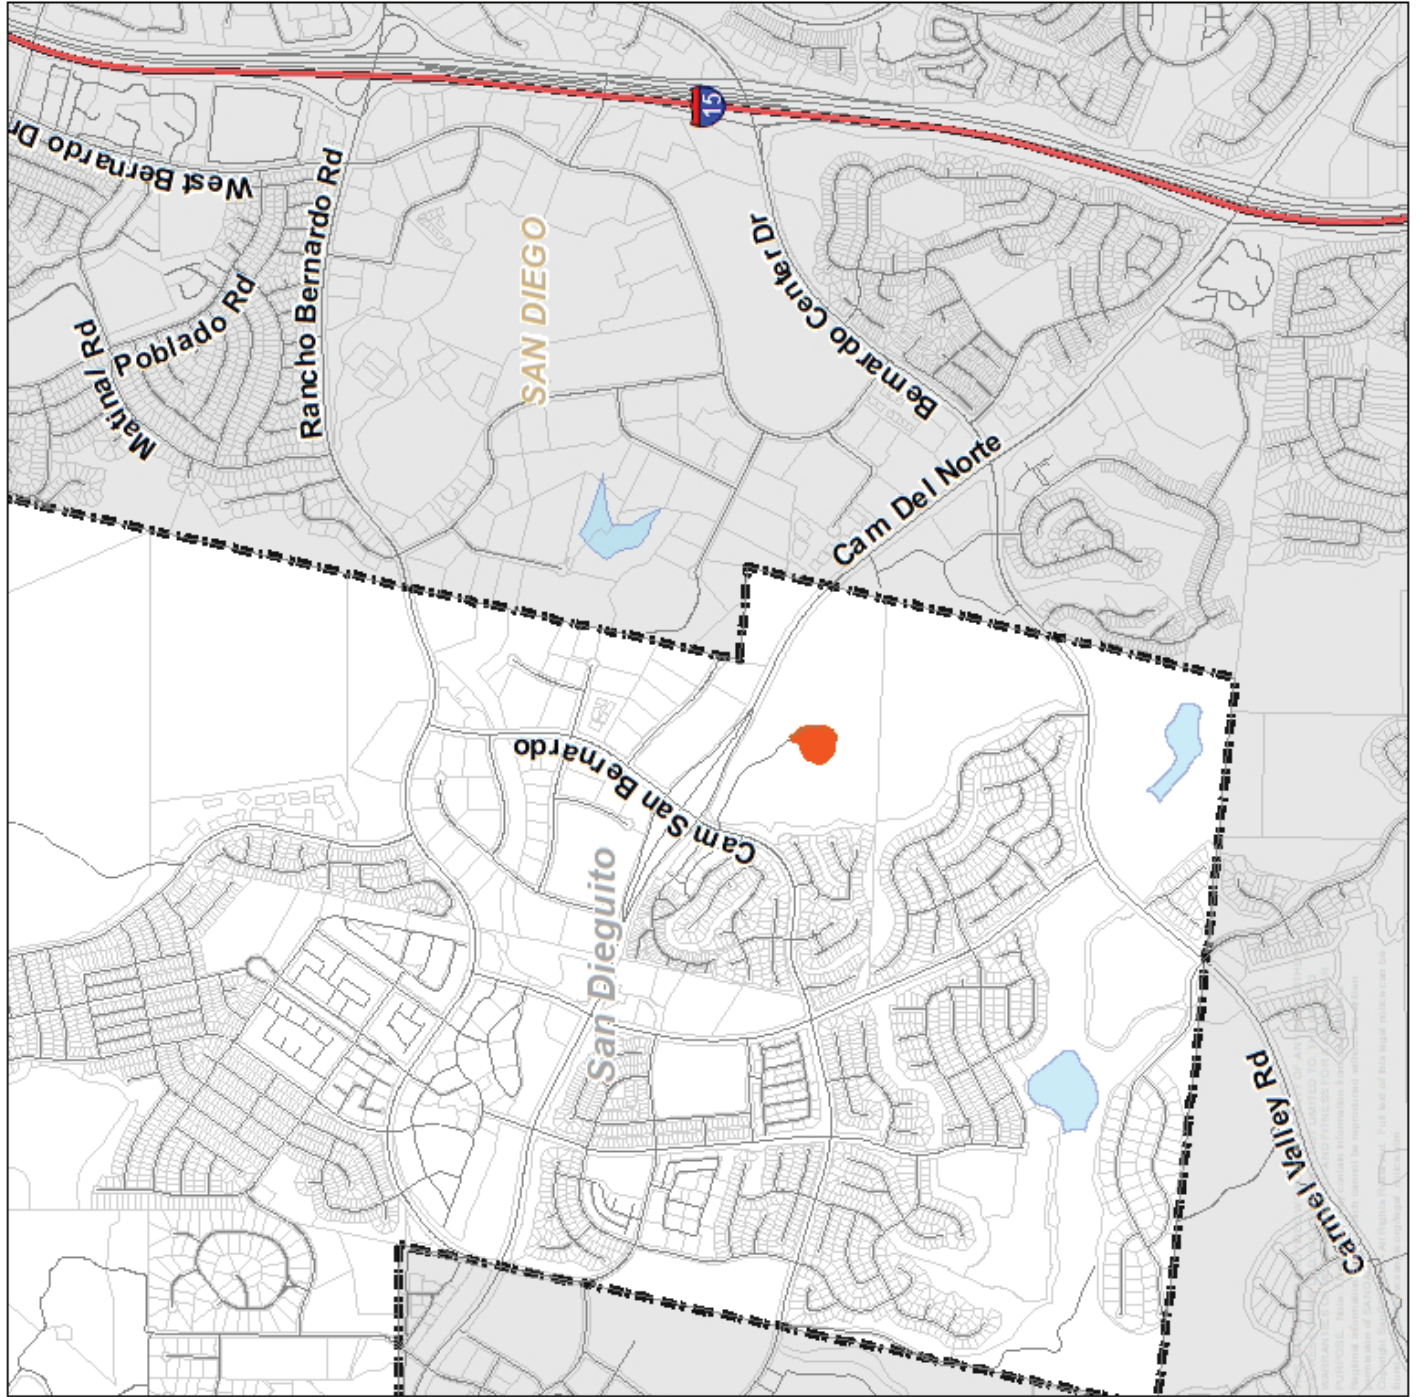 15
West Bernardo Dr
Rancho Bernardo Rd
SAN DIEGO
Bernardo Center Dr
Poblado Rd
Matinal Rd
Cam Del Norte
Cam San Bernardo
San Dieguito
Carmel Valley Rd